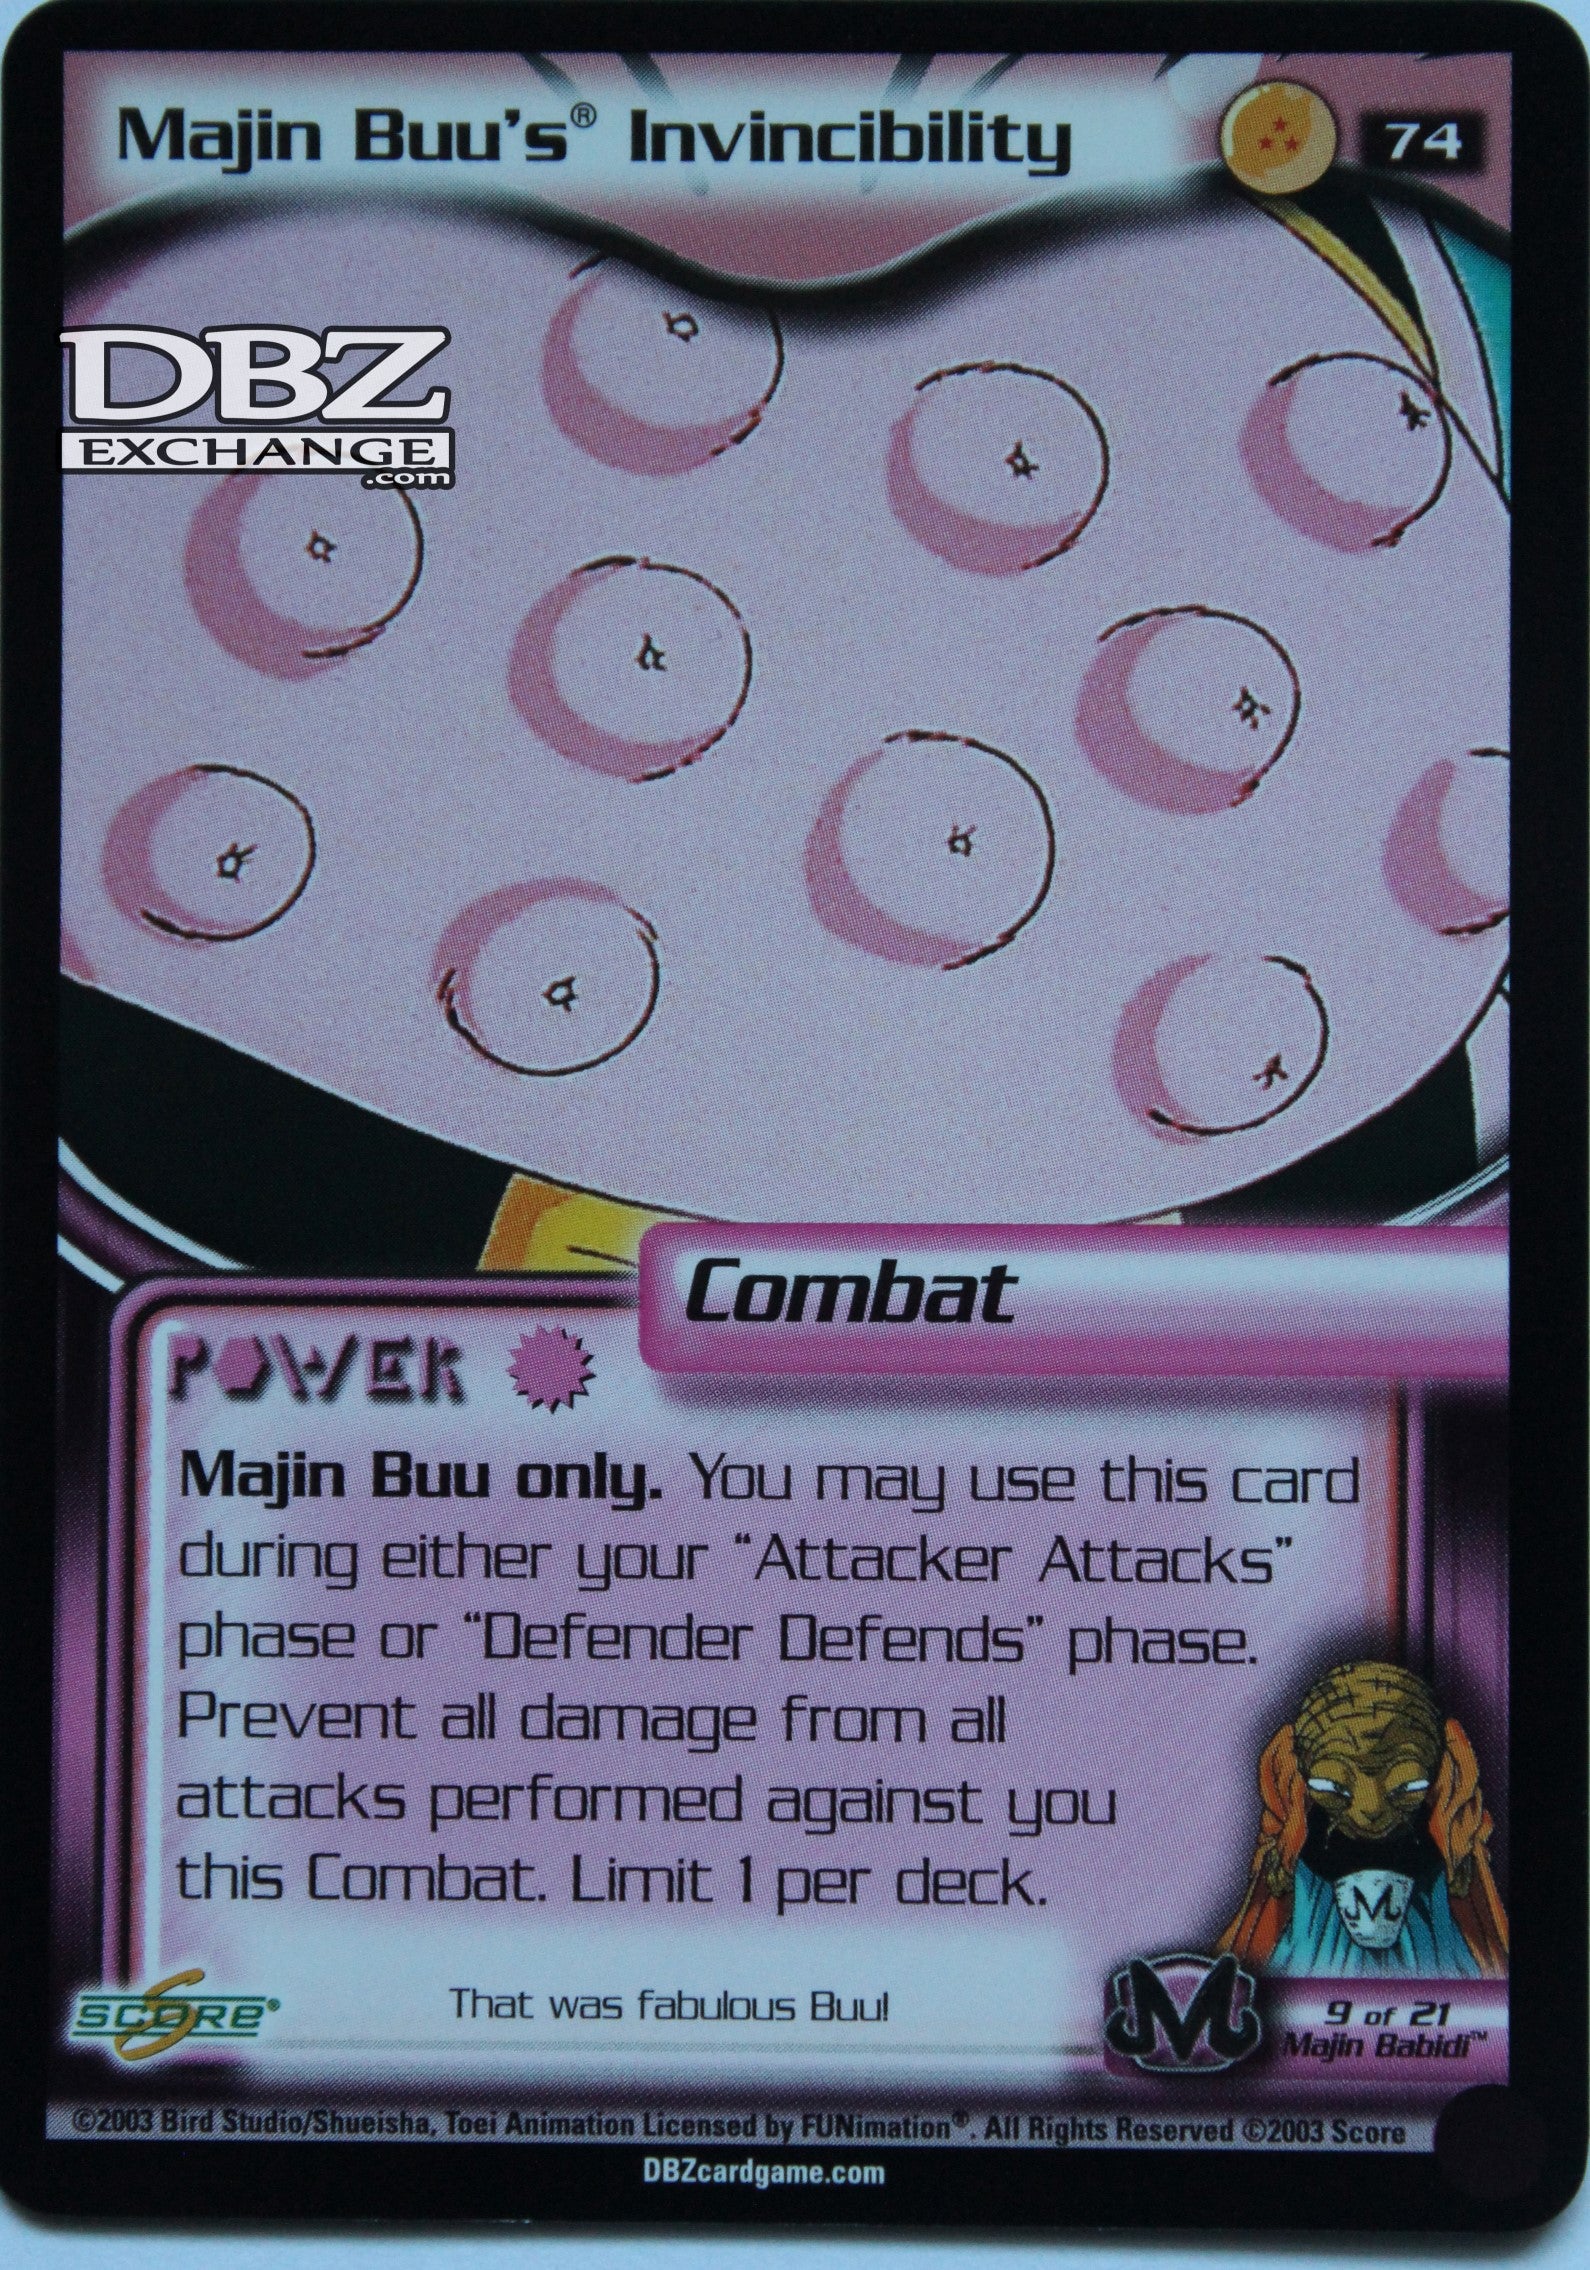 Majin Buu's® Invincibility
74
DBZ
EXCHANGE
.com
Combat
POWER
Majin Buu only. You may use this card
during either your "Attacker Attacks"
phase or "Defender Defends" phase.
Prevent all damage from all
attacks performed against you
this Combat. Limit 1 per deck.
M
That was fabulous Buu!
SCORE®
M
9 of 21
Majin Babidi™
©2003 Bird Studio/Shueisha, Toei Animation Licensed by FUNimation®. All Rights Reserved ©2003 Score
DBZcardgame.com